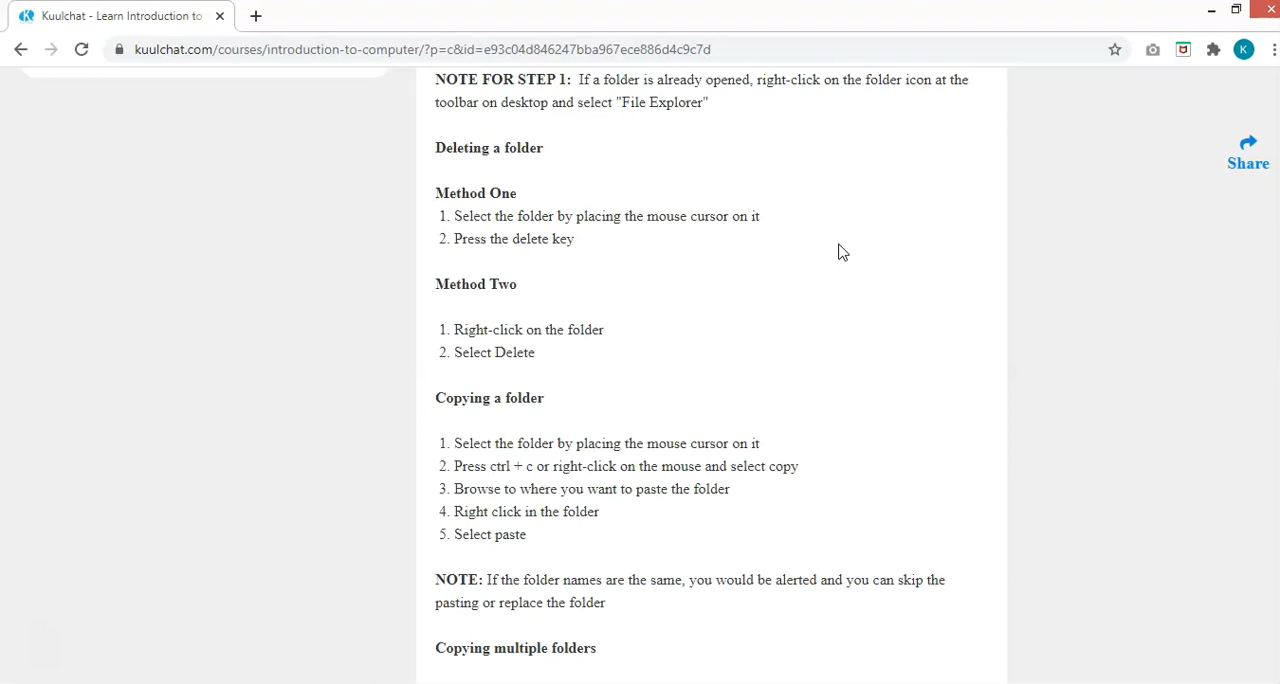 Kuulchat - Learn Introduction to
kuulchat.com/courses/introduction-to-computer/?p=c&id=e93c04d846247bba967ece886d4c9c7d
K
NOTE FOR STEP 1: If a folder is already opened, right-click on the folder icon at the
toolbar on desktop and select "File Explorer"
Share
Deleting a folder
Method One
1. Select the folder by placing the mouse cursor on it
2. Press the delete key
Method Two
1. Right-click on the folder
2. Select Delete
Copying a folder
1. Select the folder by placing the mouse cursor on it
2. Press ctrl + c or right-click on the mouse and select copy
3. Browse to where you want to paste the folder
4. Right click in the folder
5. Select paste
NOTE: If the folder names are the same, you would be alerted and you can skip the
pasting or replace the folder
Copying multiple folders